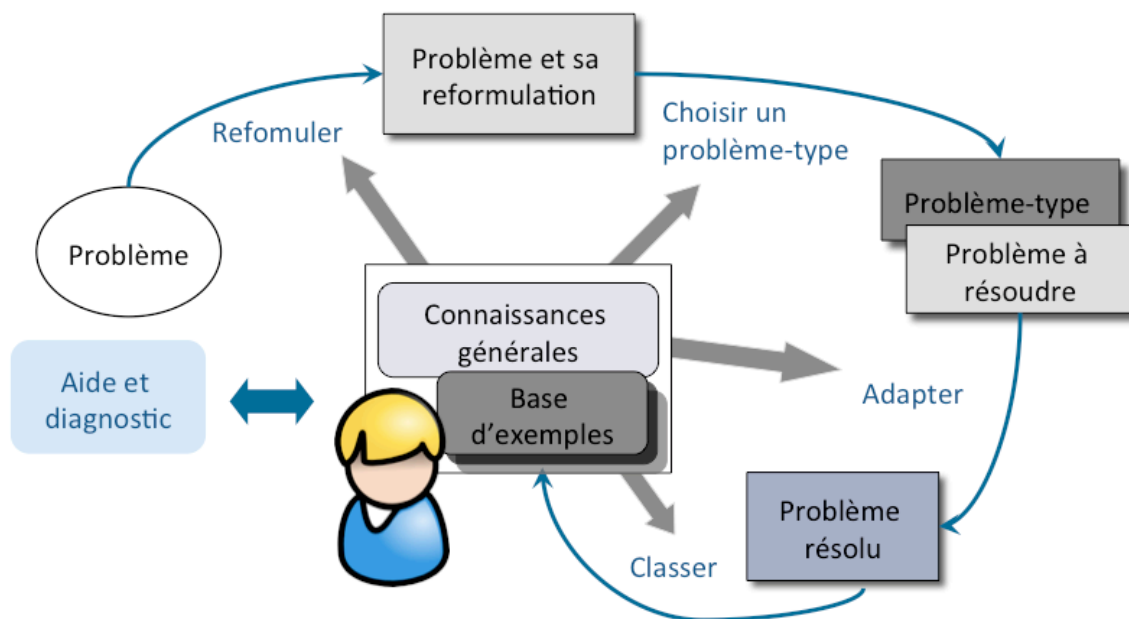 Problème et sa
reformulation
Refomuler
Choisir un
problème-type
Problème-type
Problème à
résoudre
Problème
Connaissances
générales
Aide et
diagnostic
Base
d'exemples
Adapter
Problème
résolu
Classer